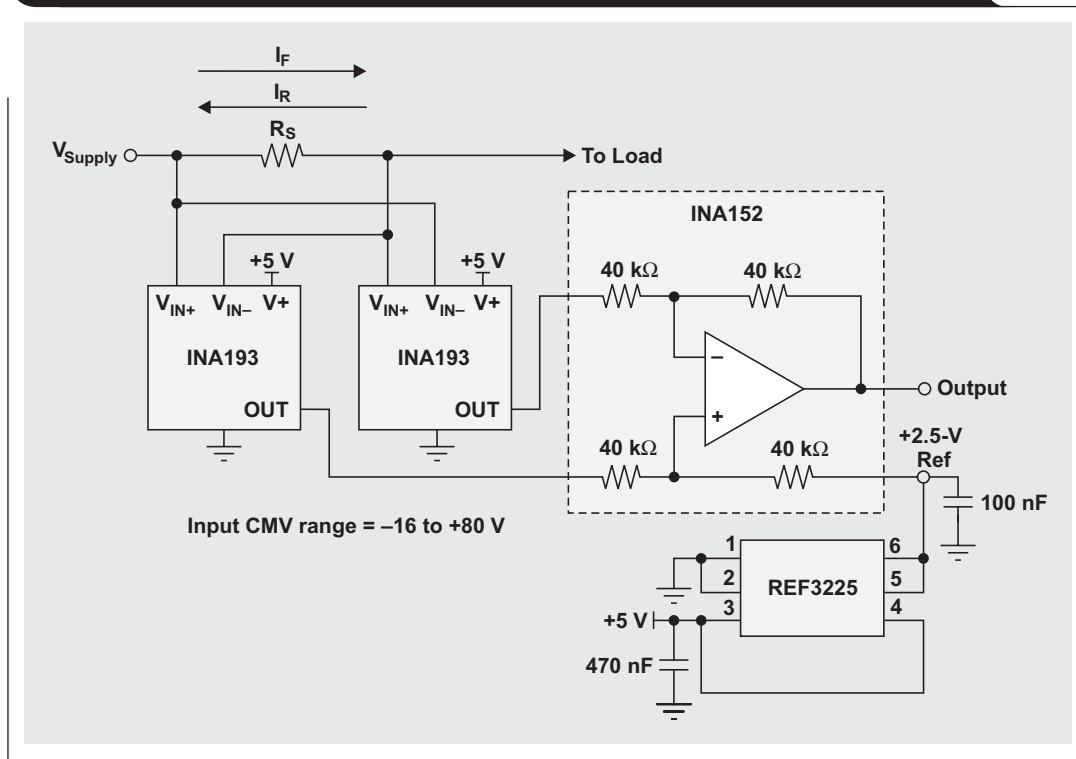 I_F
I_R
R_S
V_Supply
To Load
INA152
40 kΩ
40 kΩ
+5 V
+5 V
V_IN+ V_IN– V+
V_IN+ V_IN– V+
INA193
INA193
–
OUT
OUT
Output
+
+2.5-V
Ref
40 kΩ
40 kΩ
100 nF
Input CMV range = –16 to +80 V
1
6
2
REF3225
5
3
4
+5 V
470 nF